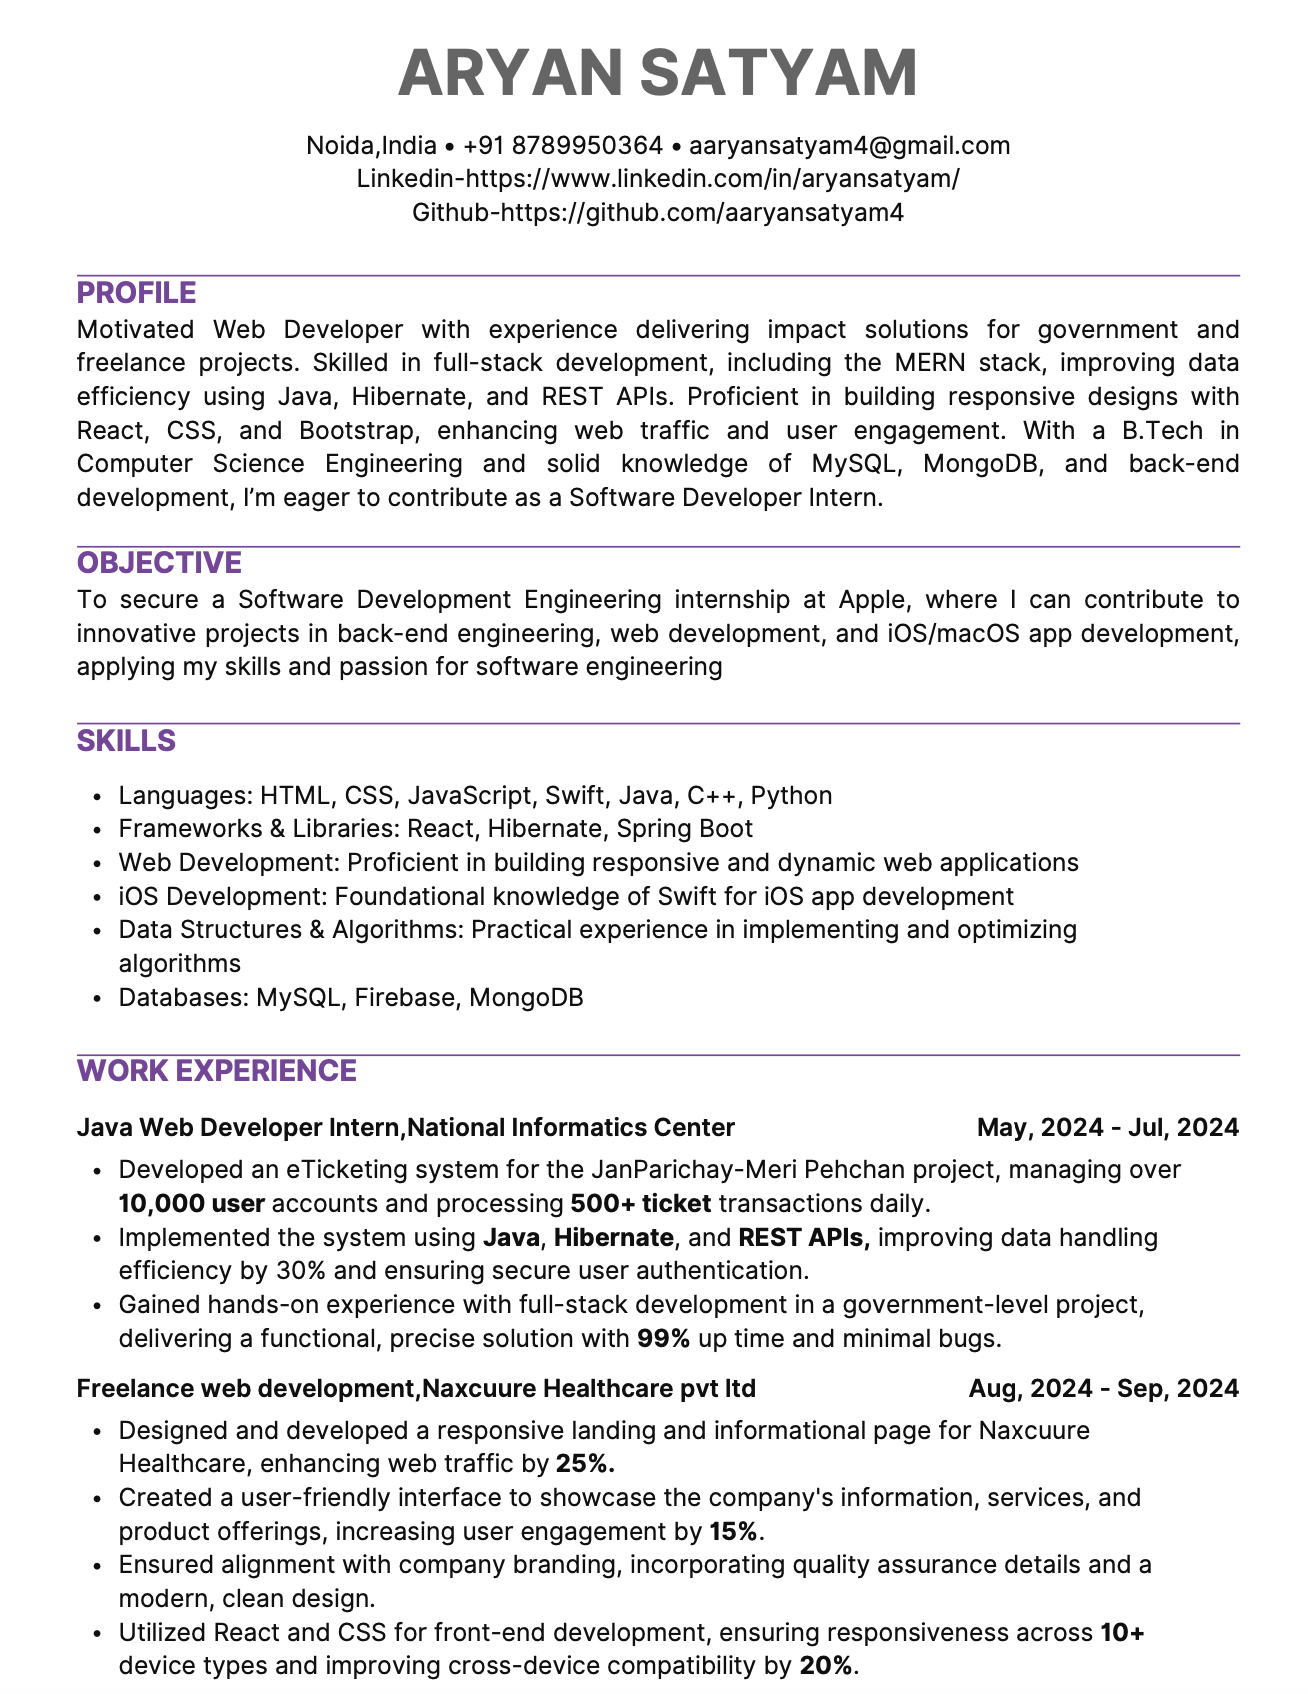 ARYAN SATYAM
Noida,India • +91 8789950364 • aaryansatyam4@gmail.com
Linkedin-https://www.linkedin.com/in/aryansatyam/
Github-https://github.com/aaryansatyam4
PROFILE
Motivated Web Developer with experience delivering impact solutions for government and
freelance projects. Skilled in full-stack development, including the MERN stack, improving data
efficiency using Java, Hibernate, and REST APIs. Proficient in building responsive designs with
React, CSS, and Bootstrap, enhancing web traffic and user engagement. With a B.Tech in
Computer Science Engineering and solid knowledge of MySQL, MongoDB, and back-end
development, I’m eager to contribute as a Software Developer Intern.
OBJECTIVE
To secure a Software Development Engineering internship at Apple, where I can contribute to
innovative projects in back-end engineering, web development, and iOS/macOS app development,
applying my skills and passion for software engineering
SKILLS
• Languages: HTML, CSS, JavaScript, Swift, Java, C++, Python
• Frameworks & Libraries: React, Hibernate, Spring Boot
• Web Development: Proficient in building responsive and dynamic web applications
• iOS Development: Foundational knowledge of Swift for iOS app development
• Data Structures & Algorithms: Practical experience in implementing and optimizing
algorithms
• Databases: MySQL, Firebase, MongoDB
WORK EXPERIENCE
Java Web Developer Intern,National Informatics Center May, 2024 - Jul, 2024
• Developed an eTicketing system for the JanParichay-Meri Pehchan project, managing over
10,000 user accounts and processing 500+ ticket transactions daily.
• Implemented the system using Java, Hibernate, and REST APIs, improving data handling
efficiency by 30% and ensuring secure user authentication.
• Gained hands-on experience with full-stack development in a government-level project,
delivering a functional, precise solution with 99% up time and minimal bugs.
Freelance web development,Naxcuure Healthcare pvt ltd Aug, 2024 - Sep, 2024
• Designed and developed a responsive landing and informational page for Naxcuure
Healthcare, enhancing web traffic by 25%.
• Created a user-friendly interface to showcase the company's information, services, and
product offerings, increasing user engagement by 15%.
• Ensured alignment with company branding, incorporating quality assurance details and a
modern, clean design.
• Utilized React and CSS for front-end development, ensuring responsiveness across 10+
device types and improving cross-device compatibility by 20%.